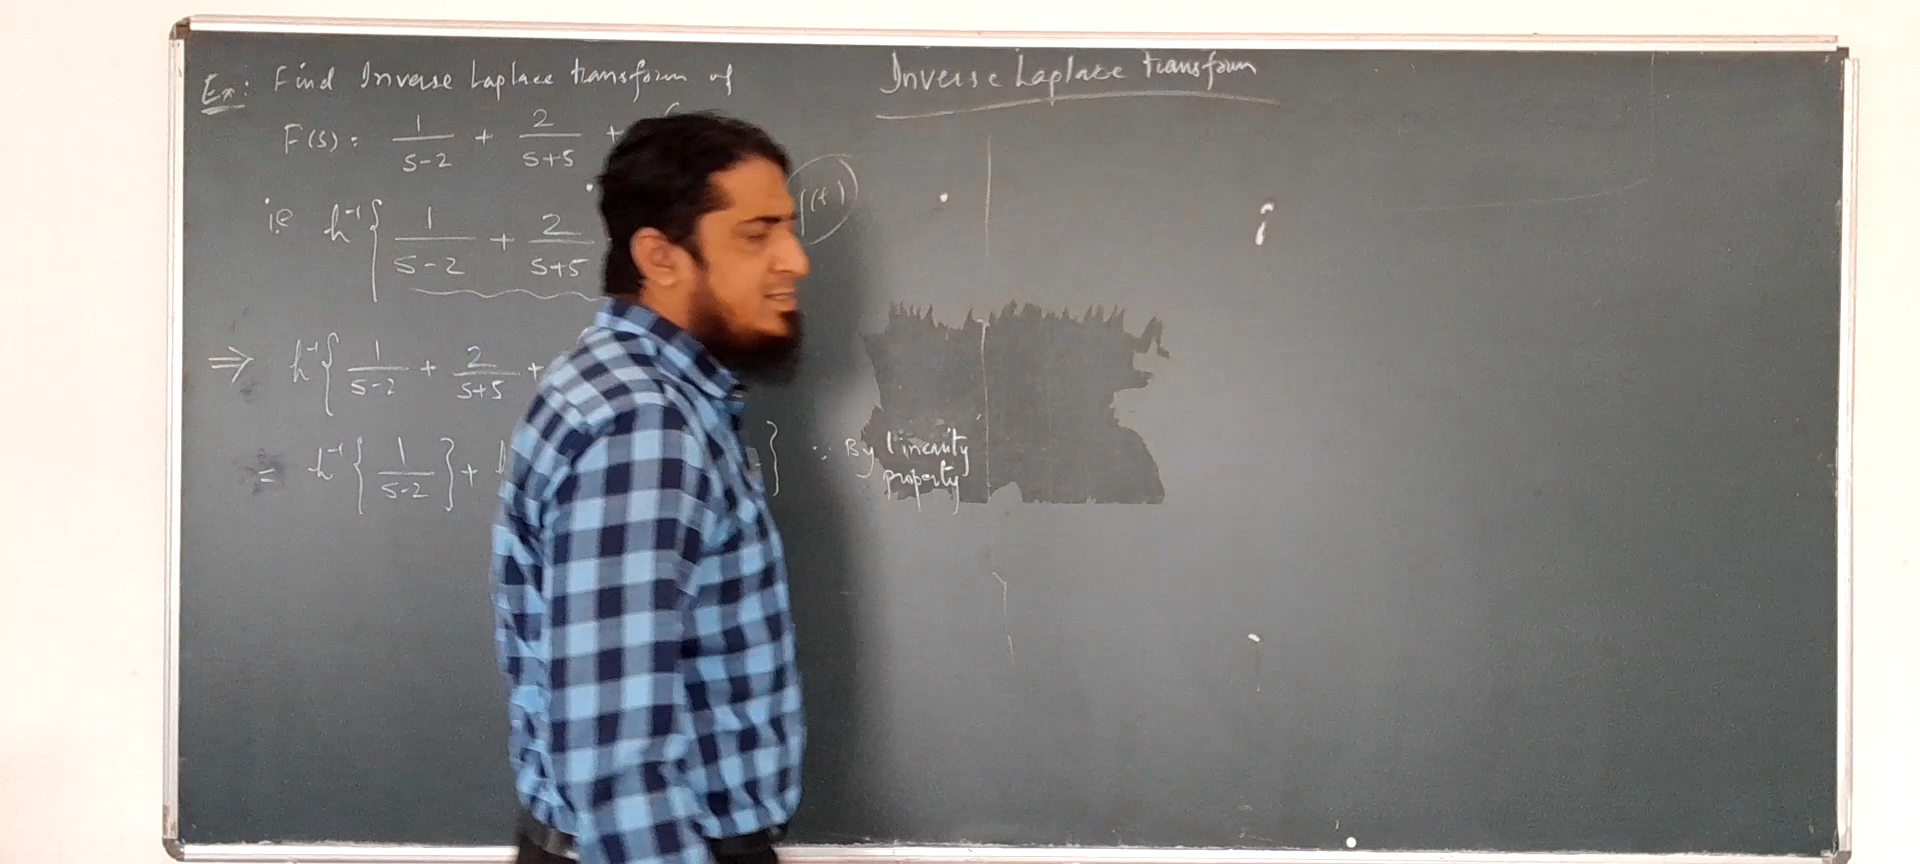 Ex: Find Inverse Laplace transform of
F(s): 1/(s-2) + 2/(s+5) +
i.e L⁻¹{ 1/(s-2) + 2/(s+5)
⇒ L⁻¹{ 1/(s-2) + 2/(s+5) +
= L⁻¹{ 1/(s-2) } + } ∵ By linearity
property
Inverse Laplace transform